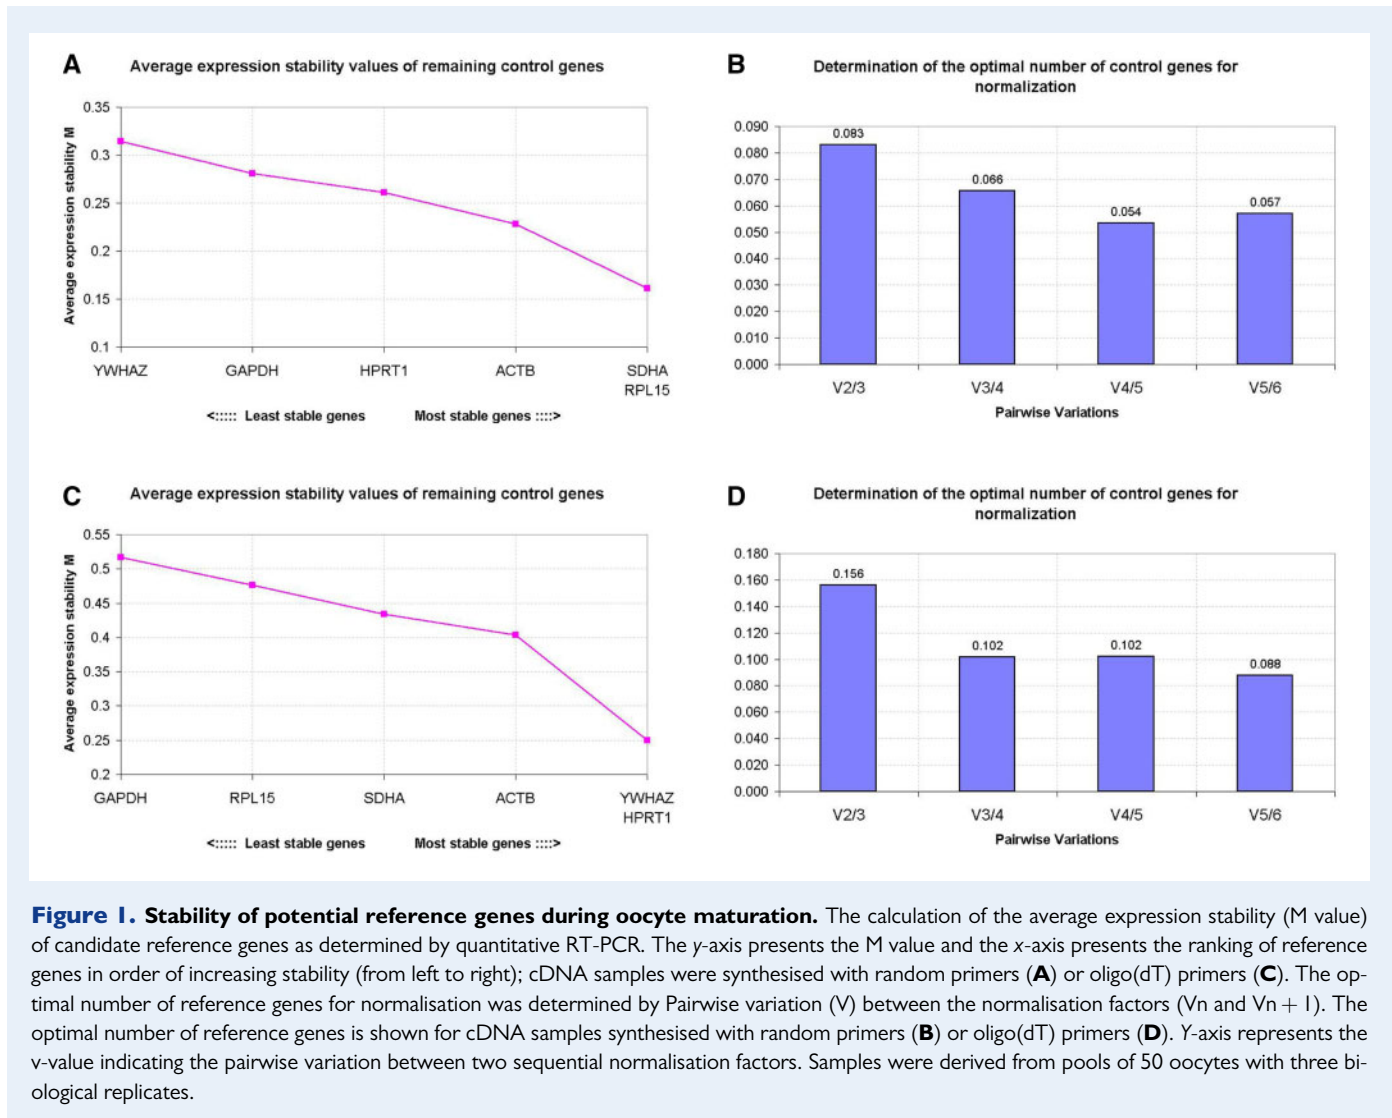 A
Average expression stability values of remaining control genes
Average expression stability M
0.35
0.3
0.25
0.2
0.15
0.1
YWHAZ
GAPDH
HPRT1
ACTB
SDHA
RPL15
<::::: Least stable genes
Most stable genes ::::>
B
Determination of the optimal number of control genes for
normalization
0.090
0.080
0.070
0.060
0.050
0.040
0.030
0.020
0.010
0.000
0.083
0.066
0.054
0.057
V2/3
V3/4
V4/5
V5/6
Pairwise Variations
C
Average expression stability values of remaining control genes
Average expression stability M
0.55
0.5
0.45
0.4
0.35
0.3
0.25
0.2
GAPDH
RPL15
SDHA
ACTB
YWHAZ
HPRT1
<::::: Least stable genes
Most stable genes ::::>
D
Determination of the optimal number of control genes for
normalization
0.180
0.160
0.140
0.120
0.100
0.080
0.060
0.040
0.020
0.000
0.156
0.102
0.102
0.088
V2/3
V3/4
V4/5
V5/6
Pairwise Variations
Figure 1. Stability of potential reference genes during oocyte maturation. The calculation of the average expression stability (M value)
of candidate reference genes as determined by quantitative RT-PCR. The y-axis presents the M value and the x-axis presents the ranking of reference
genes in order of increasing stability (from left to right); cDNA samples were synthesised with random primers (A) or oligo(dT) primers (C). The op-
timal number of reference genes for normalisation was determined by Pairwise variation (V) between the normalisation factors (Vn and Vn + 1). The
optimal number of reference genes is shown for cDNA samples synthesised with random primers (B) or oligo(dT) primers (D). Y-axis represents the
v-value indicating the pairwise variation between two sequential normalisation factors. Samples were derived from pools of 50 oocytes with three bi-
ological replicates.